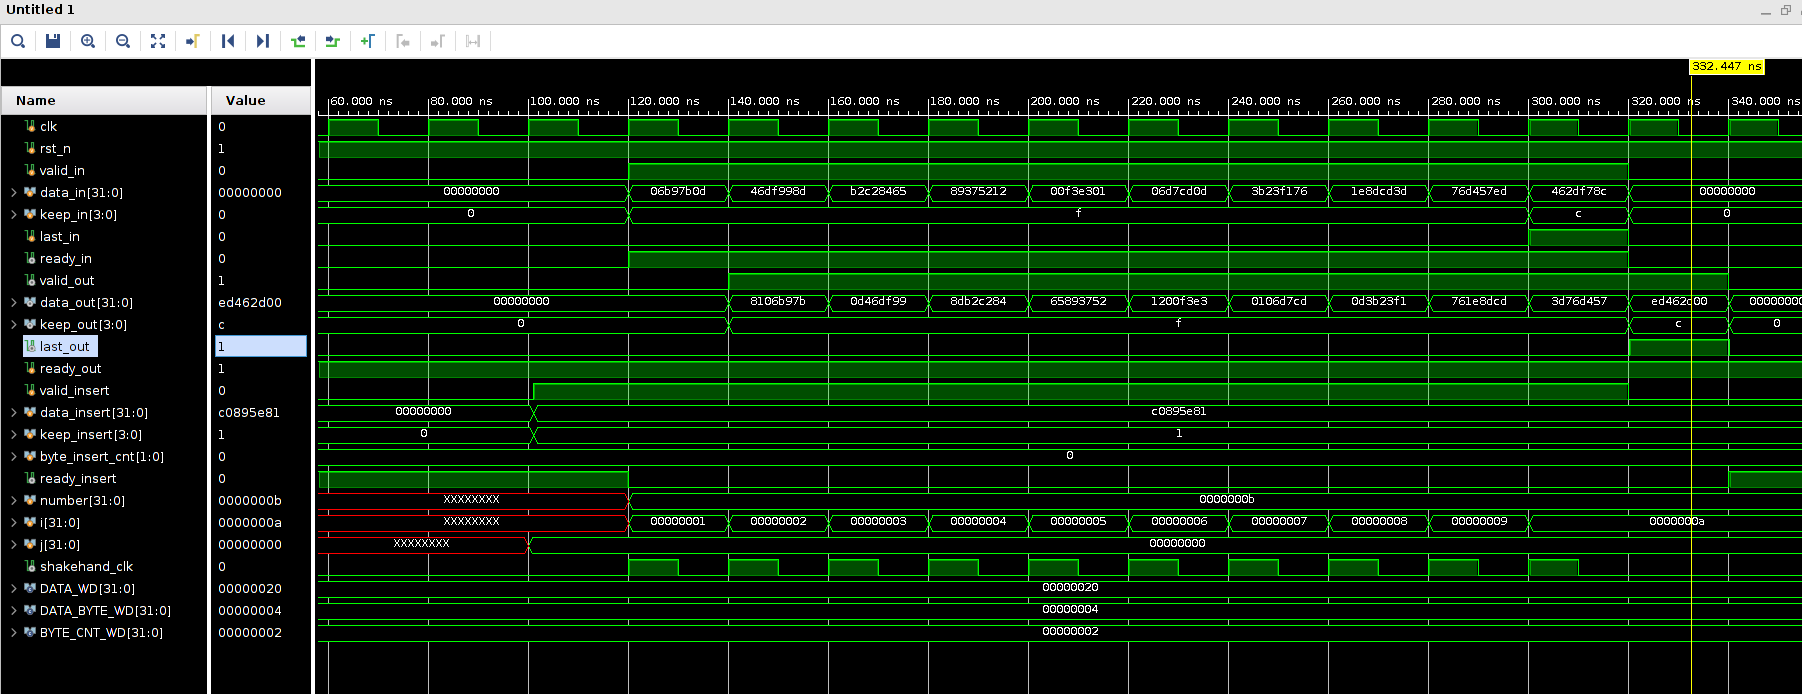 Untitled 1
332.447 ns
Name Value
60.000 ns 80.000 ns 100.000 ns 120.000 ns 140.000 ns 160.000 ns 180.000 ns 200.000 ns 220.000 ns 240.000 ns 260.000 ns 280.000 ns 300.000 ns 320.000 ns 340.000 ns
clk 0
rst_n 1
valid_in 0
data_in[31:0] 00000000 00000000 06b97b0d 46df998d b2c28465 89375212 00f3e301 06d7cd0d 3b23f176 1e8dcd3d 76d457ed 462df78c 00000000
keep_in[3:0] 0 0 f c 0
last_in 0
ready_in 0
valid_out 1
data_out[31:0] ed462d00 00000000 8106b97b 0d46df99 8db2c284 65893752 1200f3e3 0106d7cd 0d3b23f1 761e8dcd 3d76d457 ed462d00 00000000
keep_out[3:0] c 0 f c 0
last_out 1
ready_out 1
valid_insert 0
data_insert[31:0] c0895e81 00000000 c0895e81
keep_insert[3:0] 1 0 1
byte_insert_cnt[1:0] 0 0
ready_insert 0
number[31:0] 0000000b XXXXXXXX 0000000b
i[31:0] 0000000a XXXXXXXX 00000001 00000002 00000003 00000004 00000005 00000006 00000007 00000008 00000009 0000000a
j[31:0] 00000000 XXXXXXXX 00000000
shakehand_clk 0
DATA_WD[31:0] 00000020 00000020
DATA_BYTE_WD[31:0] 00000004 00000004
BYTE_CNT_WD[31:0] 00000002 00000002